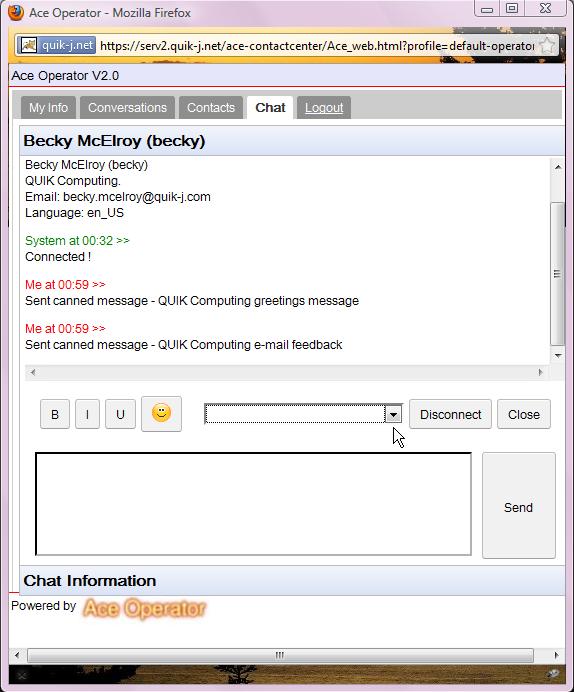 Ace Operator - Mozilla Firefox
quik-j.net https://serv2.quik-j.net/ace-contactcenter/Ace_web.html?profile=default-operator
Ace Operator V2.0
My Info Conversations Contacts Chat Logout
Becky McElroy (becky)
Becky McElroy (becky)
QUIK Computing.
Email: becky.mcelroy@quik-j.com
Language: en_US
System at 00:32 >>
Connected !
Me at 00:59 >>
Sent canned message - QUIK Computing greetings message
Me at 00:59 >>
Sent canned message - QUIK Computing e-mail feedback
B I U Disconnect Close
Send
Chat Information
Powered by Ace Operator